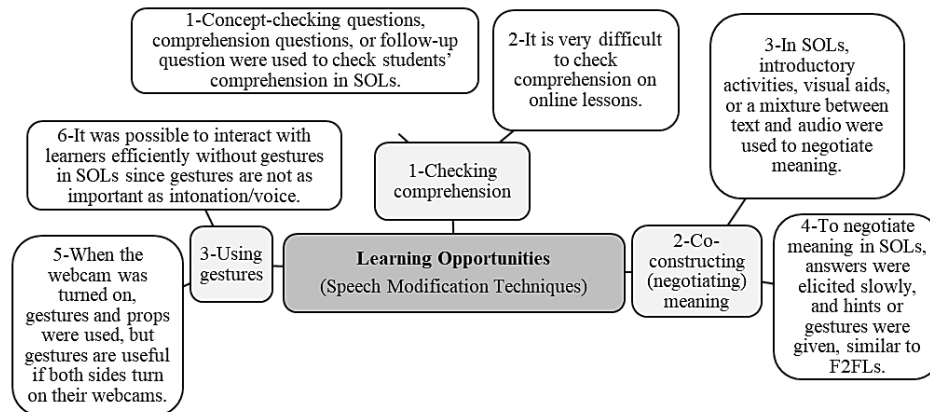 1-Concept-checking questions,
comprehension questions, or follow-up
question were used to check students’
comprehension in SOLs.
2-It is very difficult
to check
comprehension on
online lessons.
3-In SOLs,
introductory
activities, visual aids,
or a mixture between
text and audio were
used to negotiate
meaning.
6-It was possible to interact with
learners efficiently without gestures
in SOLs since gestures are not as
important as intonation/voice.
1-Checking
comprehension
5-When the
webcam was
turned on,
gestures and props
were used, but
gestures are useful
if both sides turn
on their webcams.
3-Using
gestures
Learning Opportunities
(Speech Modification Techniques)
2-Co-
constructing
(negotiating)
meaning
4-To negotiate
meaning in SOLs,
answers were
elicited slowly,
and hints or
gestures were
given, similar to
F2FLs.